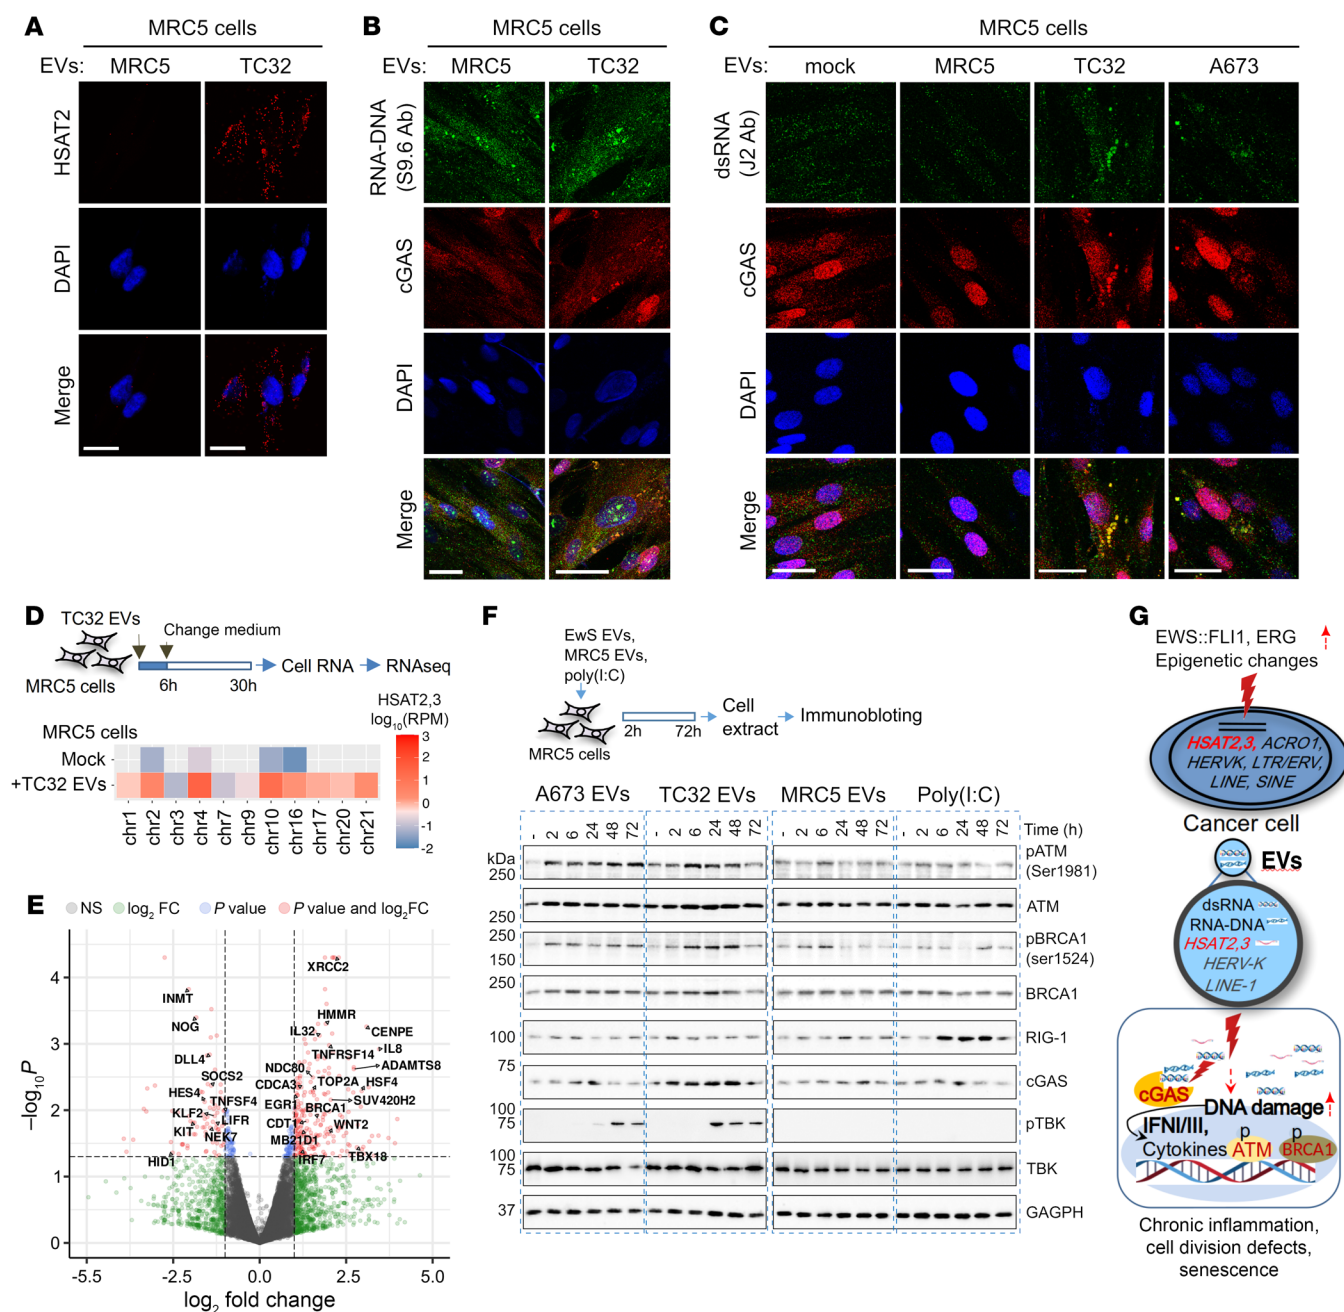 A
MRC5 cells
EVs: MRC5 TC32
HSAT2
DAPI
Merge
B
MRC5 cells
EVs: MRC5 TC32
RNA-DNA
(S9.6 Ab)
cGAS
DAPI
Merge
C
MRC5 cells
EVs: mock MRC5 TC32 A673
dsRNA
(J2 Ab)
cGAS
DAPI
Merge
D
TC32 EVs
Change medium
MRC5 cells
6h 30h
Cell RNA
RNAseq
HSAT2,3
log10(RPM)
3
2
1
0
-1
-2
MRC5 cells
Mock
+TC32 EVs
chr1 chr2 chr3 chr4 chr7 chr9 chr10 chr16 chr17 chr20 chr21
E
NS log2 FC P value P value and log2FC
–log10P
4
3
2
1
0
XRCC2
INMT
NOG
HMMR
IL32
CENPE
IL8
TNFRSF14
DLL4
ADAMTS8
NDC80
SOCS2
CDCA3
TOP2A
HSF4
HES4
TNFSF4
EGR1
SUV420H2
BRCA1
KLF2
LIFR
CDT1
WNT2
KIT
NEK7
MB21D1
HID1
IRF7
TBX18
-5.5 -2.5 0.0 2.5 5.0
log2 fold change
F
EwS EVs,
MRC5 EVs,
poly(I:C)
MRC5 cells
2h 72h
Cell
extract
Immunobloting
A673 EVs TC32 EVs MRC5 EVs Poly(I:C)
- 2 6 24 48 72 - 2 6 24 48 72 - 2 6 24 48 72 - 2 6 24 48 72 Time (h)
kDa
250
pATM
(Ser1981)
250
ATM
250
150
pBRCA1
(ser1524)
250
BRCA1
100
RIG-1
75
cGAS
100
75
pTBK
100
75
TBK
37
GAGPH
G
EWS::FLI1, ERG
Epigenetic changes
HSAT2,3, ACRO1,
HERVK, LTR/ERV,
LINE, SINE
Cancer cell
EVs
dsRNA
RNA-DNA
HSAT2,3
HERV-K
LINE-1
cGAS
DNA damage
IFNI/III,
Cytokines
p
ATM
p
BRCA1
Chronic inflammation,
cell division defects,
senescence